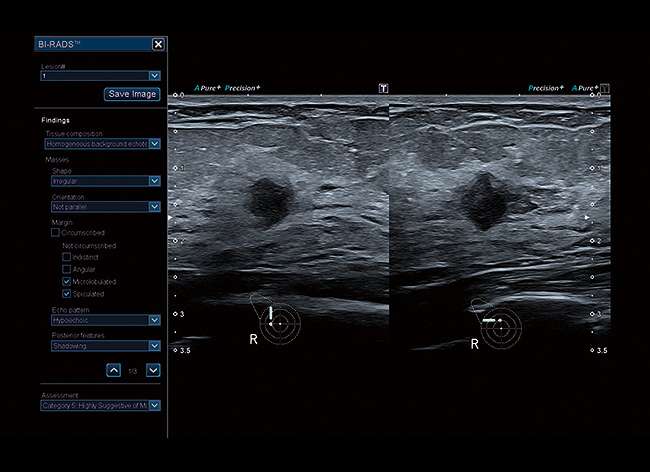 BI-RADS™
Lesion#
1
Save Image
Findings
Tissue composition
Homogeneous background echote
Masses
Shape
Irregular
Orientation
Not parallel
Margin
Circumscribed
Not circumscribed
Indistinct
Angular
Microlobulated
Spiculated
Echo pattern
Hypoechoic
Posterior features
Shadowing
1/3
Assessment
Category 5: Highly Suggestive of M
A Pure+ Precision+
T
0
1
2
3
3.5
R
Precision+ A Pure+
T
0
1
2
3
3.5
R